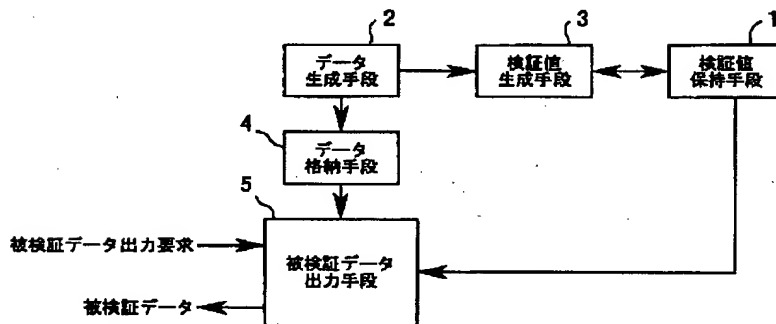 2
データ
生成手段
3
検証値
生成手段
1
検証値
保持手段
4
データ
格納手段
5
被検証データ出力要求
被検証データ
出力手段
被検証データ